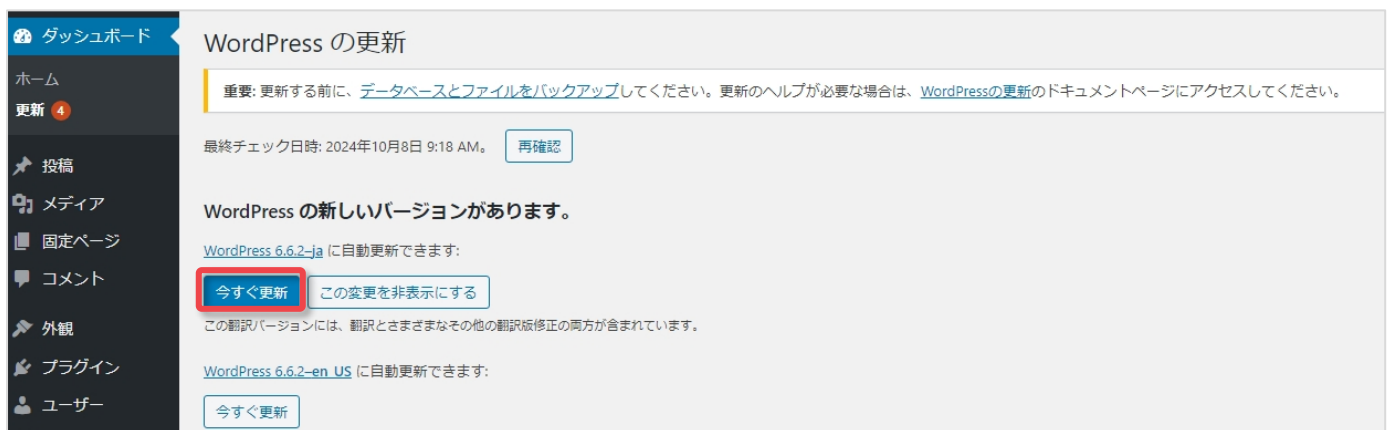 ダッシュボード
ホーム
更新 4
投稿
メディア
固定ページ
コメント
外観
プラグイン
ユーザー
WordPress の更新
重要: 更新する前に、データベースとファイルをバックアップしてください。更新のヘルプが必要な場合は、WordPressの更新のドキュメントページにアクセスしてください。
最終チェック日時: 2024年10月8日 9:18 AM。 再確認
WordPress の新しいバージョンがあります。
WordPress 6.6.2–ja に自動更新できます:
今すぐ更新 この変更を非表示にする
この翻訳バージョンには、翻訳とさまざまなその他の翻訳版修正の両方が含まれています。
WordPress 6.6.2–en_US に自動更新できます:
今すぐ更新